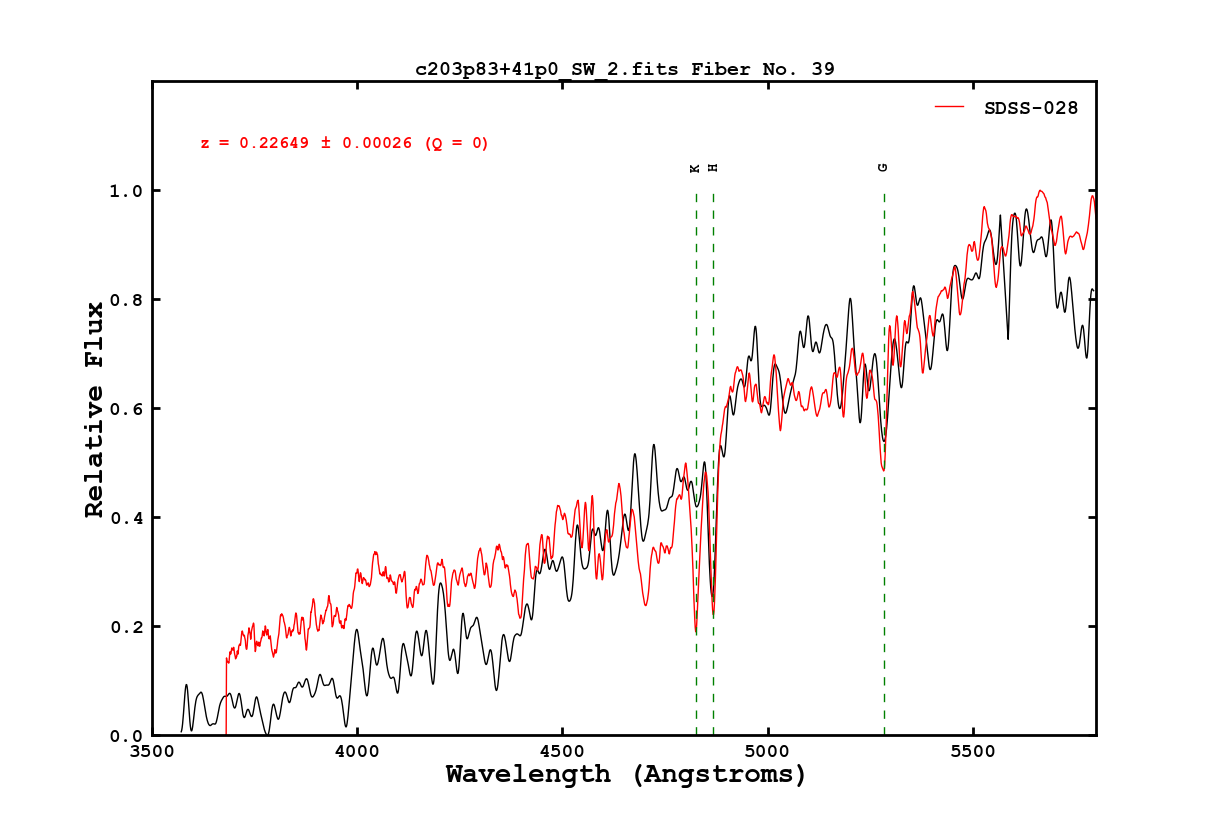 c203p83+41p0_SW_2.fits Fiber No. 39
SDSS-028
z = 0.22649 ± 0.00026 (Q = 0)
K
H
G
1.0
0.8
0.6
0.4
0.2
0.0
Relative Flux
3500 4000 4500 5000 5500
Wavelength (Angstroms)